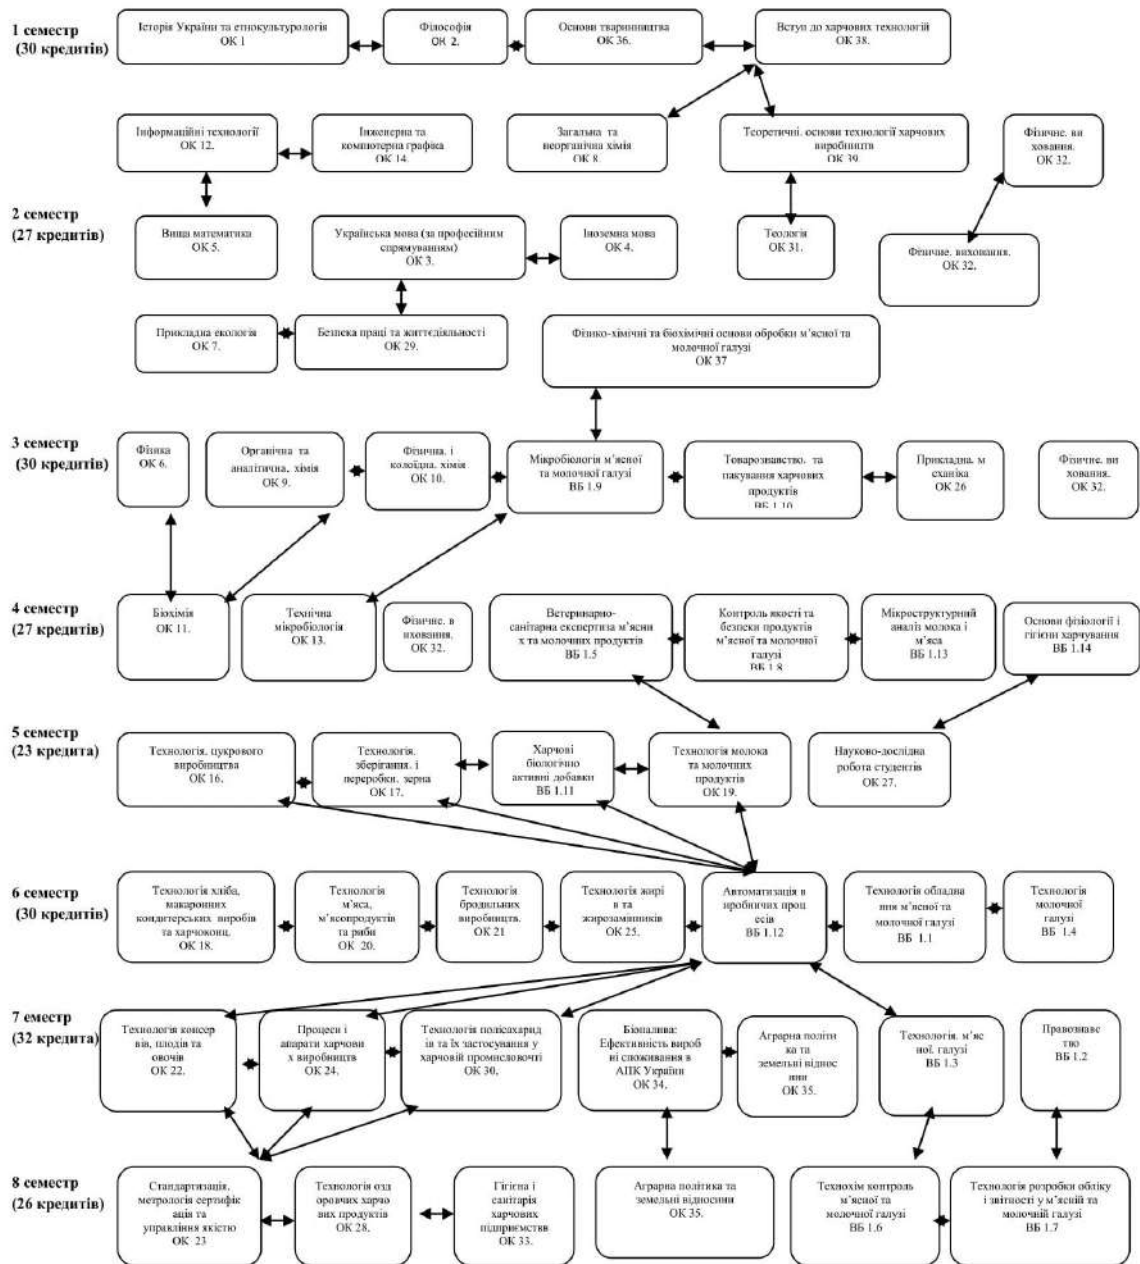 1 семестр
(30 кредитів)
Історія України та етнокультурологія
ОК 1
Філософія
ОК 2.
Основи тваринництва
ОК 36.
Вступ до харчових технологій
ОК 38.
Інформаційні технології
ОК 12.
Інженерна та
компютерна графіка
ОК 14.
Загальна та
неорганічна хімія
ОК 8.
Теоретичні. основи технології харчових
виробництв
ОК 39.
Фізичне. ви
ховання.
ОК 32.
2 семестр
(27 кредитів)
Вища математика
ОК 5.
Українська мова (за професійним
спрямуванням)
ОК 3.
Іноземна мова
ОК 4.
Теологія
ОК 31.
Фізичне. виховання.
ОК 32.
Прикладна екологія
ОК 7.
Безпека праці та життєдіяльності
ОК 29.
Фізико-хімічні та біохімічні основи обробки м’ясної та
молочної галузі
ОК 37
3 семестр
(30 кредитів)
Фізика
ОК 6.
Органічна та
аналітична. хімія
ОК 9.
Фізична. і
колоїдна. хімія
ОК 10.
Мікробіологія м’ясної
та молочної галузі
ВБ 1.9
Товарознавство. та
пакування харчових
продуктів
ВБ 1.10
Прикладна. м
еханіка
ОК 26
Фізичне. ви
ховання.
ОК 32.
4 семестр
(27 кредитів)
Біохімія
ОК 11.
Технічна
мікробіологія
ОК 13.
Фізичне. в
иховання.
ОК 32.
Ветеринарно-
санітарна експертиза м’ясни
х та молочних продуктів
ВБ 1.5
Контроль якості та
безпеки продуктів
м’ясної та молочної
галузі
ВБ 1.8
Мікроструктурний
аналіз молока і
м’яса
ВБ 1.13
Основи фізіології і
гігієни харчування
ВБ 1.14
5 семестр
(23 кредита)
Технологія. цукрового
виробництва
ОК 16.
Технологія.
зберігання. і
переробки. зерна
ОК 17.
Харчові
біологічно
активні добавки
ВБ 1.11
Технологія молока
та молочних
продуктів
ОК 19.
Науково-дослідна
робота студентів
ОК 27.
6 семестр
(30 кредитів)
Технологія хліба,
макаронних
кондитерських виробів
та харчоконц.
ОК 18.
Технологія
м’яса,
м’ясопродуктів
та риби
ОК 20.
Технологія
бродильних
виробництв.
ОК 21
Технологія жирі
в та
жирозамінників
ОК 25.
Автоматизація в
иробничих проц
есів
ВБ 1.12
Технологія обладна
ння м’ясної та
молочної галузі
ВБ 1.1
Технологія
молочної
галузі
ВБ 1.4
7 еместр
(32 кредита)
Технологія консер
вів, плодів та
овочів
ОК 22.
Процеси і
апарати харчови
х виробництв
ОК 24.
Технологія полісахарид
ів та їх застосування у
харчовій промисловочті
ОК 30.
Біопалива:
Ефективність вироб
ні споживання в
АПК України
ОК 34.
Аграрна політи
ка та
земельні віднос
ини
ОК 35.
Технологія. м’яс
ної. галузі
ВБ 1.3
Правознавс
тво
ВБ 1.2
8 семестр
(26 кредитів)
Стандартизація.
метрологія сертифік
ація та
управління якістю
ОК 23
Технологія озд
оровчих харчо
вих продуктів
ОК 28.
Гігієна і
санітарія
харчових
підприємств
ОК 33.
Аграрна політика та
земельні відносини
ОК 35.
Технохім контроль
м’ясної та
молочної галузі
ВБ 1.6
Технологія розробки обліку
і звітності у м’ясній та
молочній галузі
ВБ 1.7